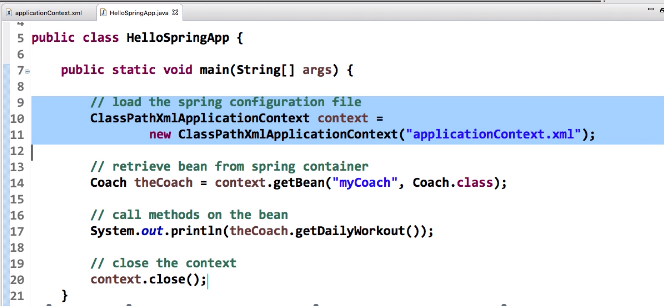 applicationContext.xml HelloSpringApp.java
5 public class HelloSpringApp {
6
7 public static void main(String[] args) {
8
9 // load the spring configuration file
10 ClassPathXmlApplicationContext context =
11 new ClassPathXmlApplicationContext("applicationContext.xml");
12
13 // retrieve bean from spring container
14 Coach theCoach = context.getBean("myCoach", Coach.class);
15
16 // call methods on the bean
17 System.out.println(theCoach.getDailyWorkout());
18
19 // close the context
20 context.close();
21 }